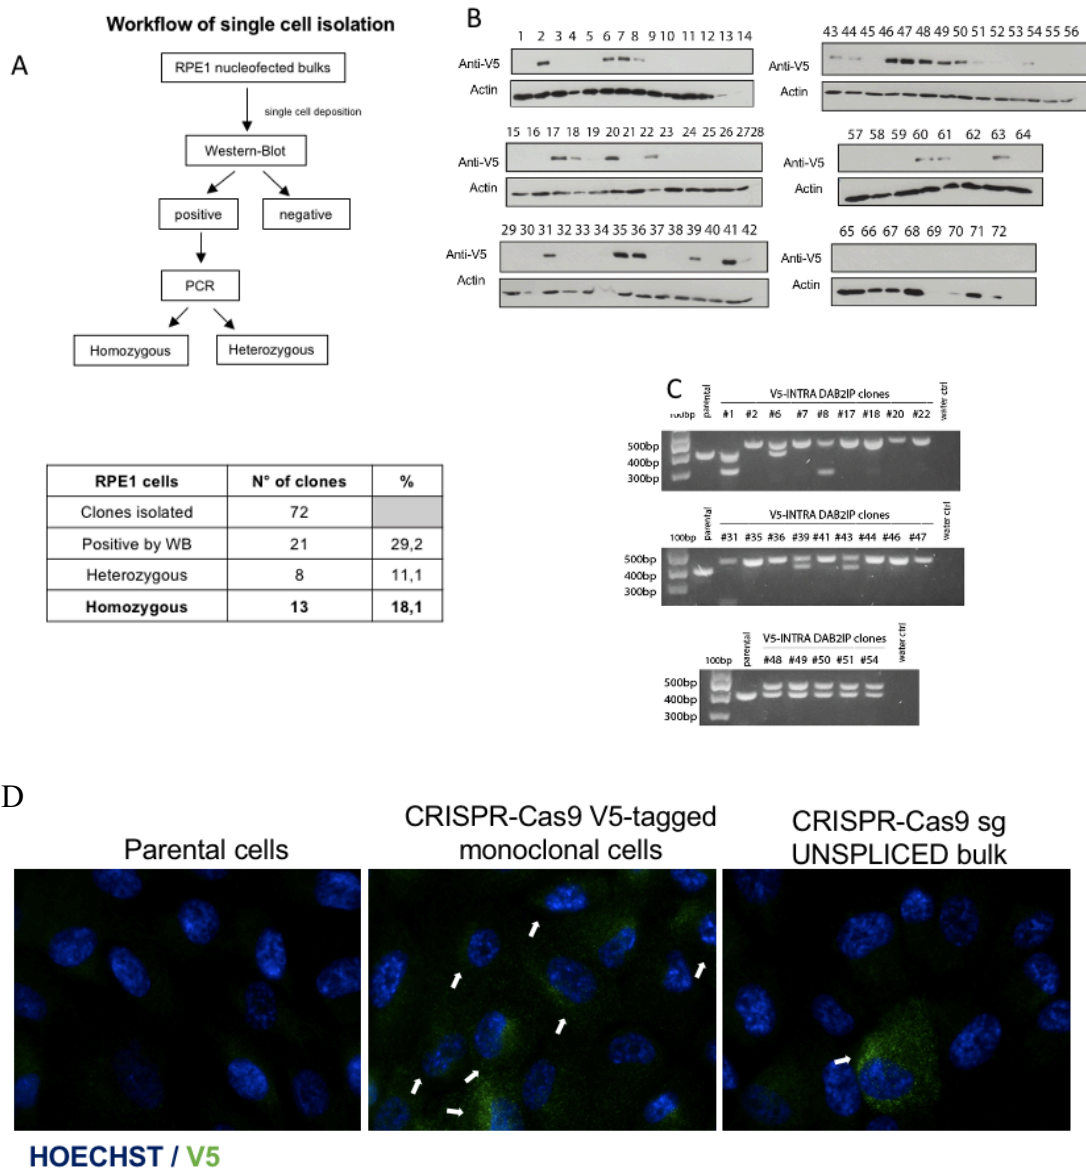 Workflow of single cell isolation
A
RPE1 nucleofected bulks
single cell deposition
Western-Blot
positive
negative
PCR
Homozygous
Heterozygous
B
1 2 3 4 5 6 7 8 9 10 11 12 13 14
Anti-V5
Actin
15 16 17 18 19 20 21 22 23 24 25 26 27 28
Anti-V5
Actin
29 30 31 32 33 34 35 36 37 38 39 40 41 42
Anti-V5
Actin
43 44 45 46 47 48 49 50 51 52 53 54 55 56
Anti-V5
Actin
57 58 59 60 61 62 63 64
Anti-V5
Actin
65 66 67 68 69 70 71 72
Anti-V5
Actin
RPE1 cells N° of clones %
Clones isolated 72
Positive by WB 21 29,2
Heterozygous 8 11,1
Homozygous 13 18,1
C
V5-INTRA DAB2IP clones
100bp parental #1 #2 #6 #7 #8 #17 #18 #20 #22 water ctrl
500bp
400bp
300bp
V5-INTRA DAB2IP clones
100bp parental #31 #35 #36 #39 #41 #43 #44 #46 #47 water ctrl
500bp
400bp
300bp
V5-INTRA DAB2IP clones
100bp parental #48 #49 #50 #51 #54 water ctrl
500bp
400bp
300bp
D
Parental cells
CRISPR-Cas9 V5-tagged
monoclonal cells
CRISPR-Cas9 sg
UNSPLICED bulk
HOECHST / V5